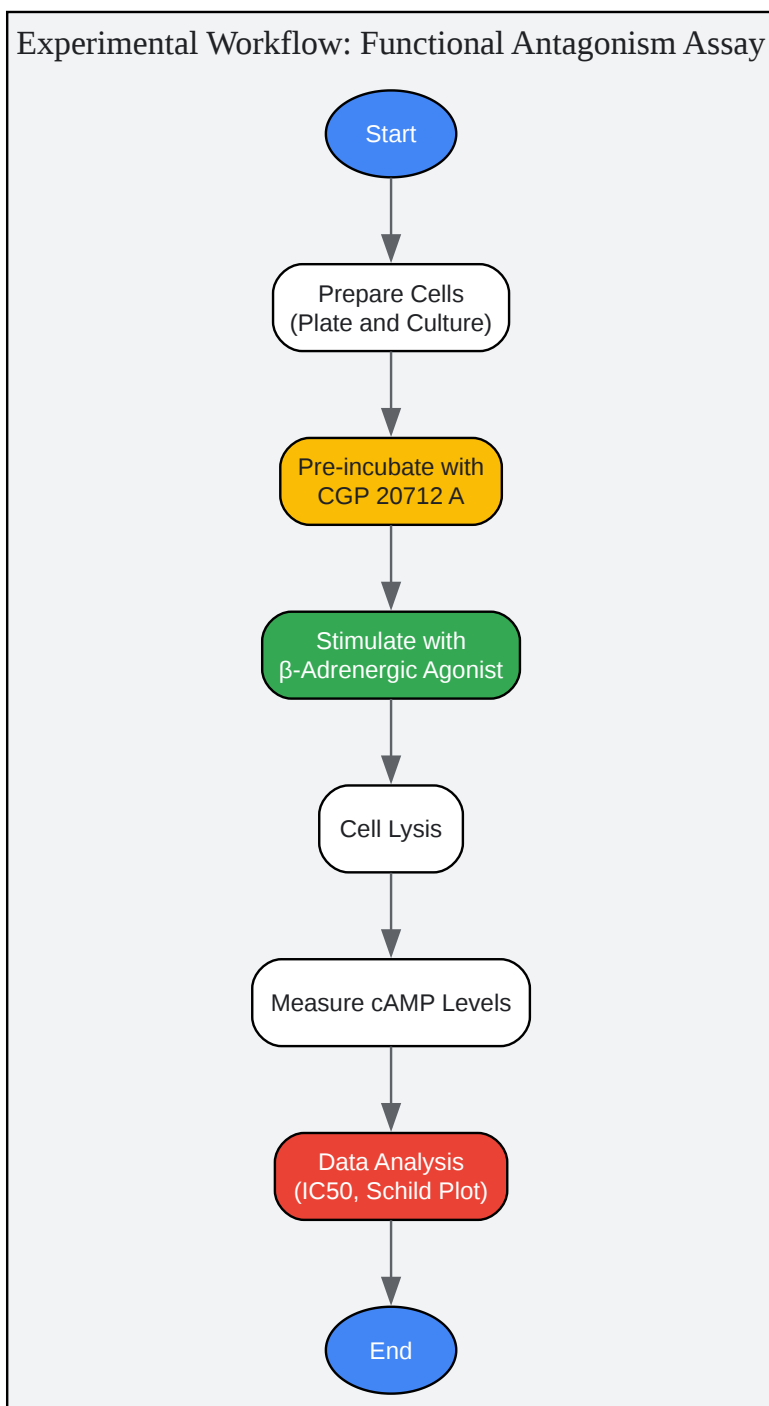 Experimental Workflow: Functional Antagonism Assay
Start
Prepare Cells
(Plate and Culture)
Pre-incubate with
CGP 20712 A
Stimulate with
β-Adrenergic Agonist
Cell Lysis
Measure cAMP Levels
Data Analysis
(IC50, Schild Plot)
End